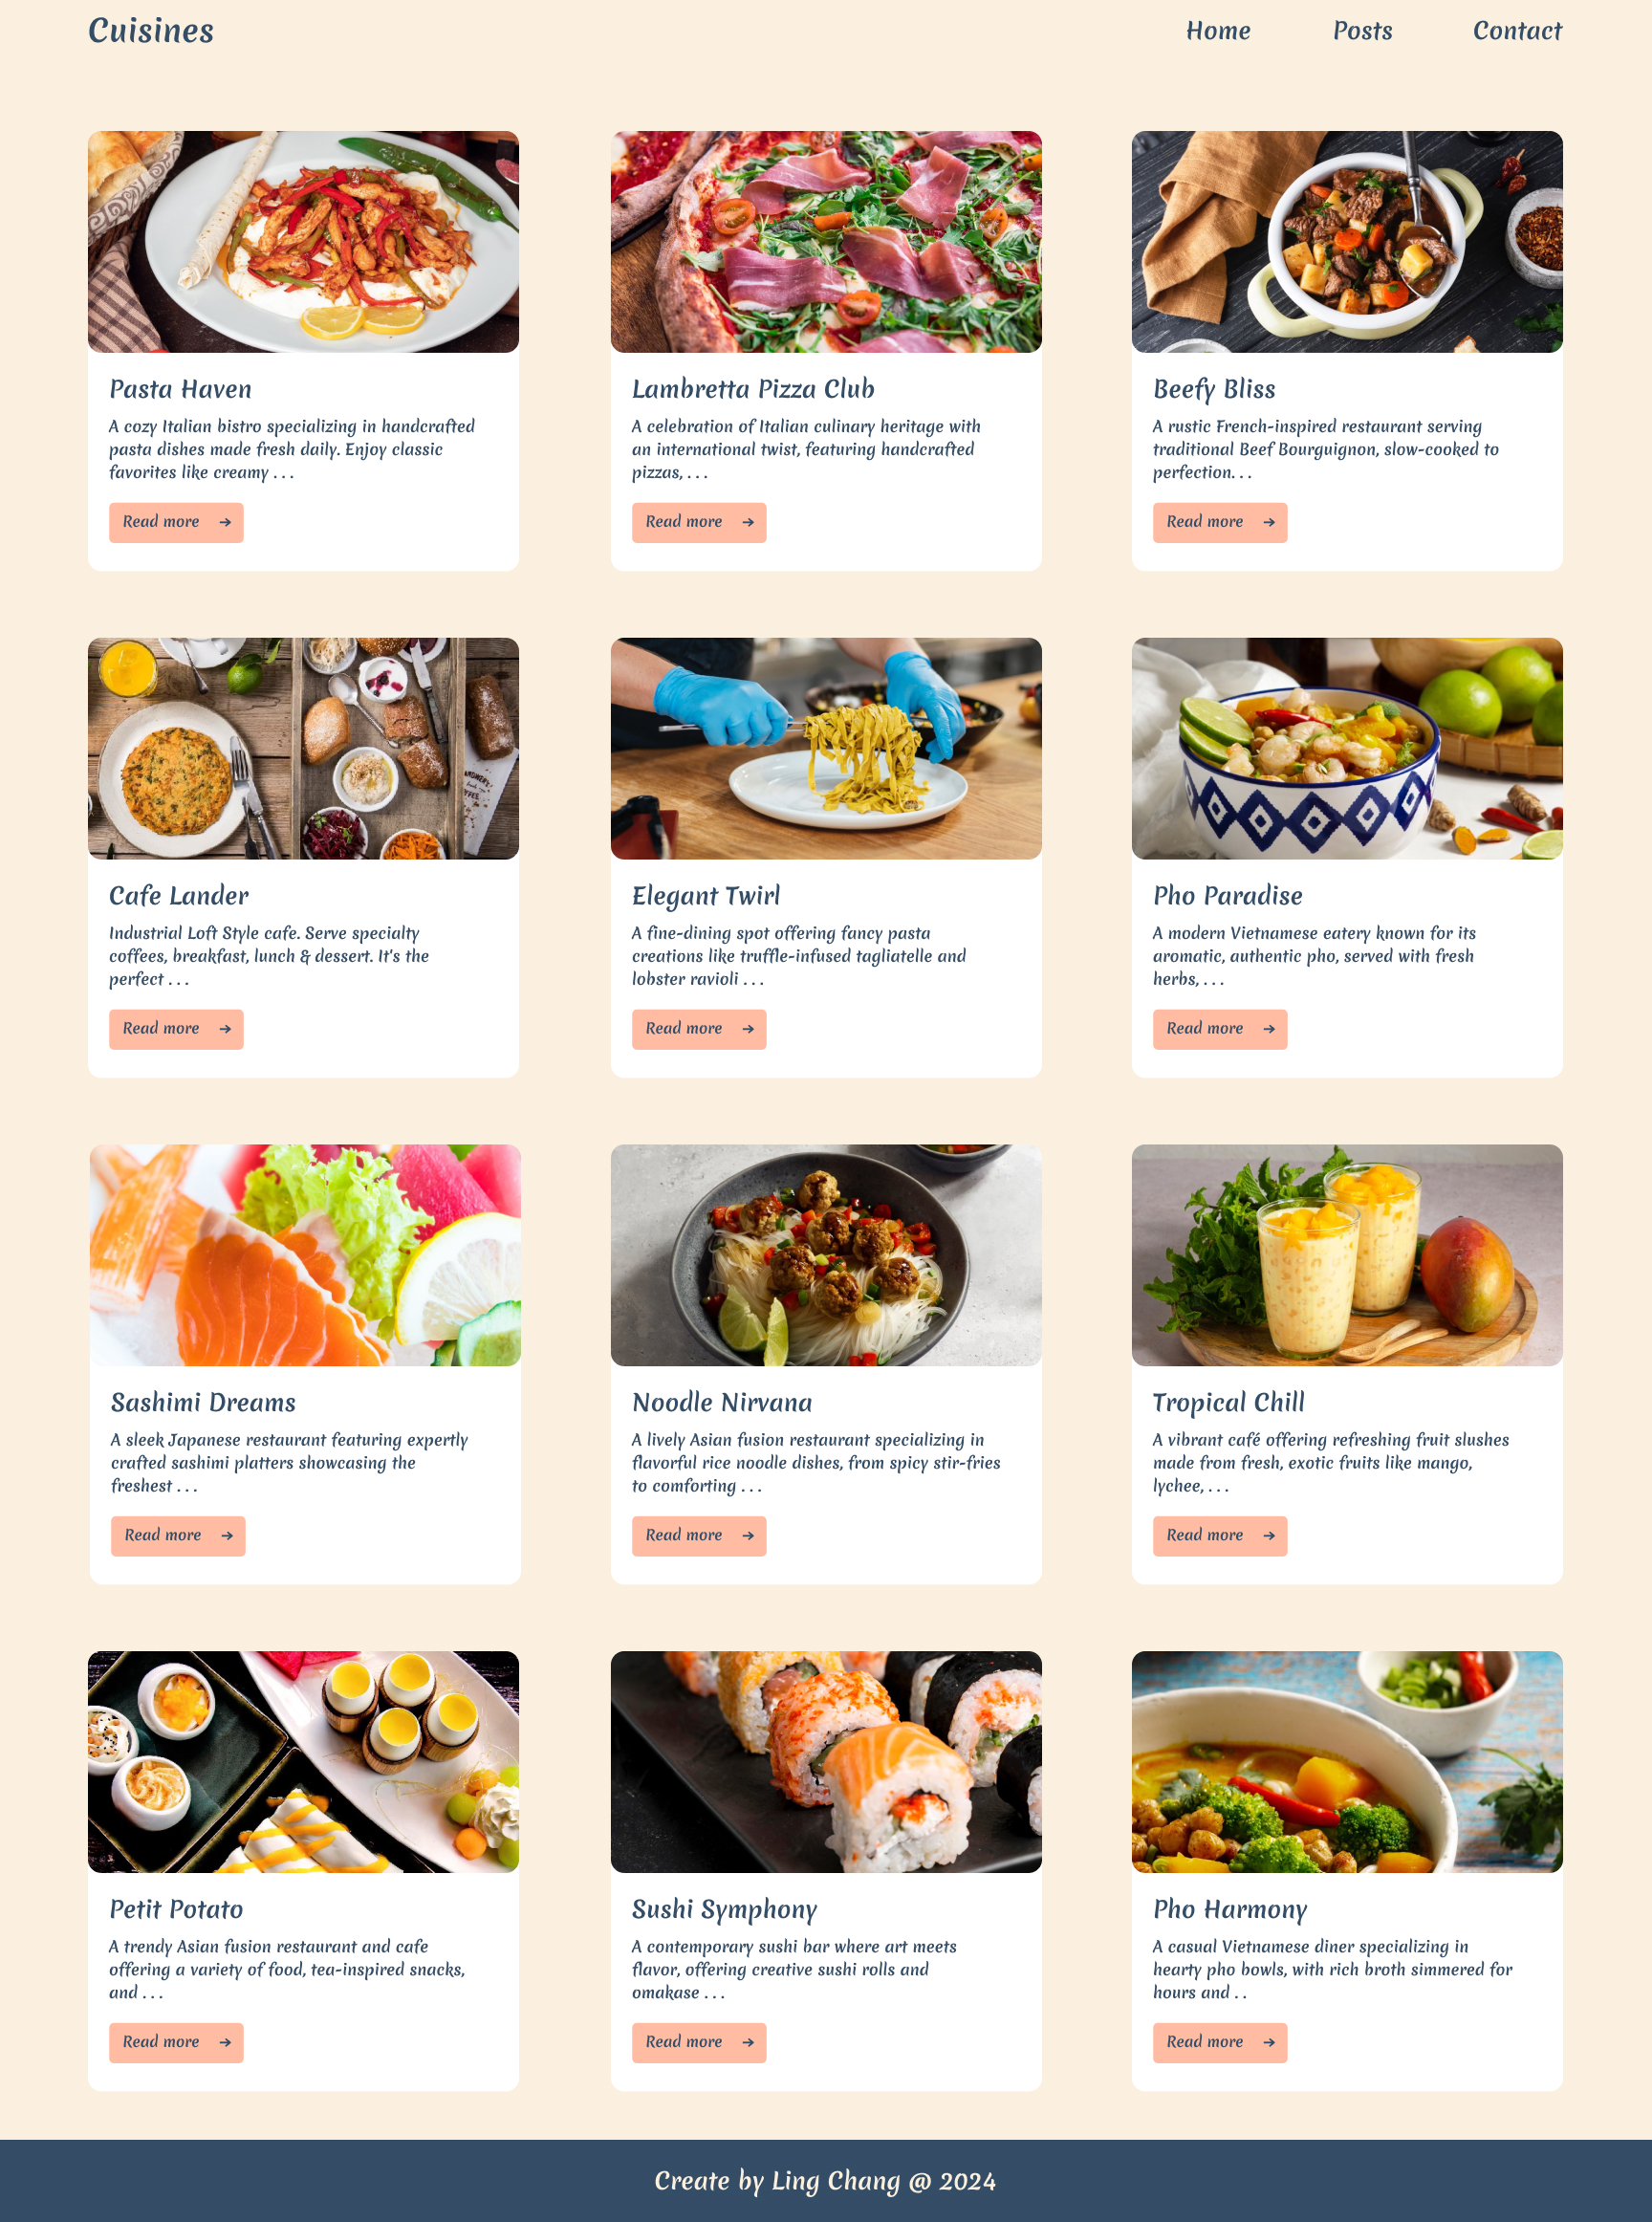 Cuisines
Home
Posts
Contact
Pasta Haven
A cozy Italian bistro specializing in handcrafted
pasta dishes made fresh daily. Enjoy classic
favorites like creamy . . .
Read more →
Lambretta Pizza Club
A celebration of Italian culinary heritage with
an international twist, featuring handcrafted
pizzas, . . .
Read more →
Beefy Bliss
A rustic French-inspired restaurant serving
traditional Beef Bourguignon, slow-cooked to
perfection. . .
Read more →
Cafe Lander
Industrial Loft Style cafe. Serve specialty
coffees, breakfast, lunch & dessert. It's the
perfect . . .
Read more →
Elegant Twirl
A fine-dining spot offering fancy pasta
creations like truffle-infused tagliatelle and
lobster ravioli . . .
Read more →
Pho Paradise
A modern Vietnamese eatery known for its
aromatic, authentic pho, served with fresh
herbs, . . .
Read more →
Sashimi Dreams
A sleek Japanese restaurant featuring expertly
crafted sashimi platters showcasing the
freshest . . .
Read more →
Noodle Nirvana
A lively Asian fusion restaurant specializing in
flavorful rice noodle dishes, from spicy stir-fries
to comforting . . .
Read more →
Tropical Chill
A vibrant café offering refreshing fruit slushes
made from fresh, exotic fruits like mango,
lychee, . . .
Read more →
Petit Potato
A trendy Asian fusion restaurant and cafe
offering a variety of food, tea-inspired snacks,
and . . .
Read more →
Sushi Symphony
A contemporary sushi bar where art meets
flavor, offering creative sushi rolls and
omakase . . .
Read more →
Pho Harmony
A casual Vietnamese diner specializing in
hearty pho bowls, with rich broth simmered for
hours and . .
Read more →
Create by Ling Chang @ 2024